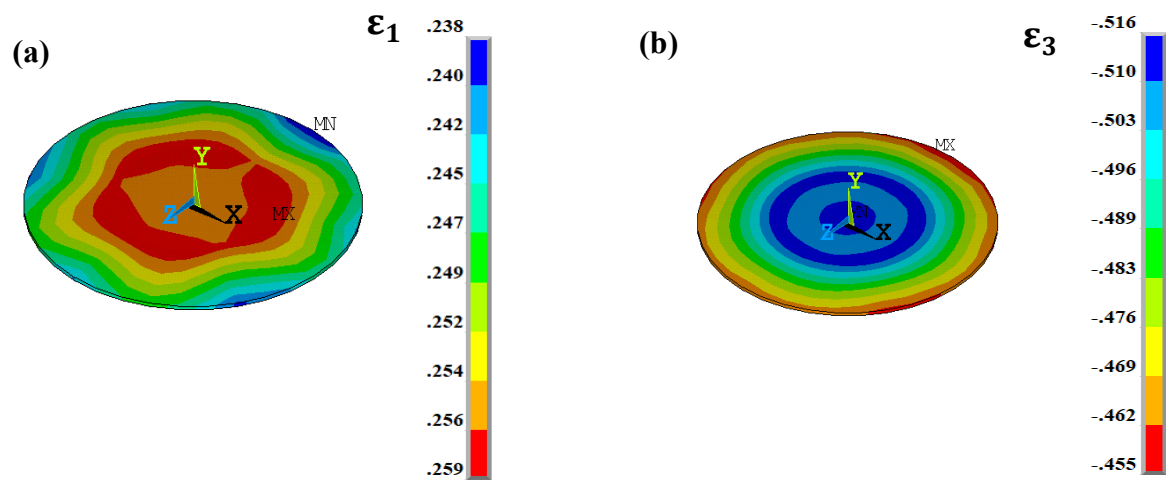 (a)
ε₁
.238
.240
.242
.245
.247
.249
.252
.254
.256
.259
MN
Y
Z
X
MX
(b)
ε₃
-.516
-.510
-.503
-.496
-.489
-.483
-.476
-.469
-.462
-.455
MX
Y
Z
X